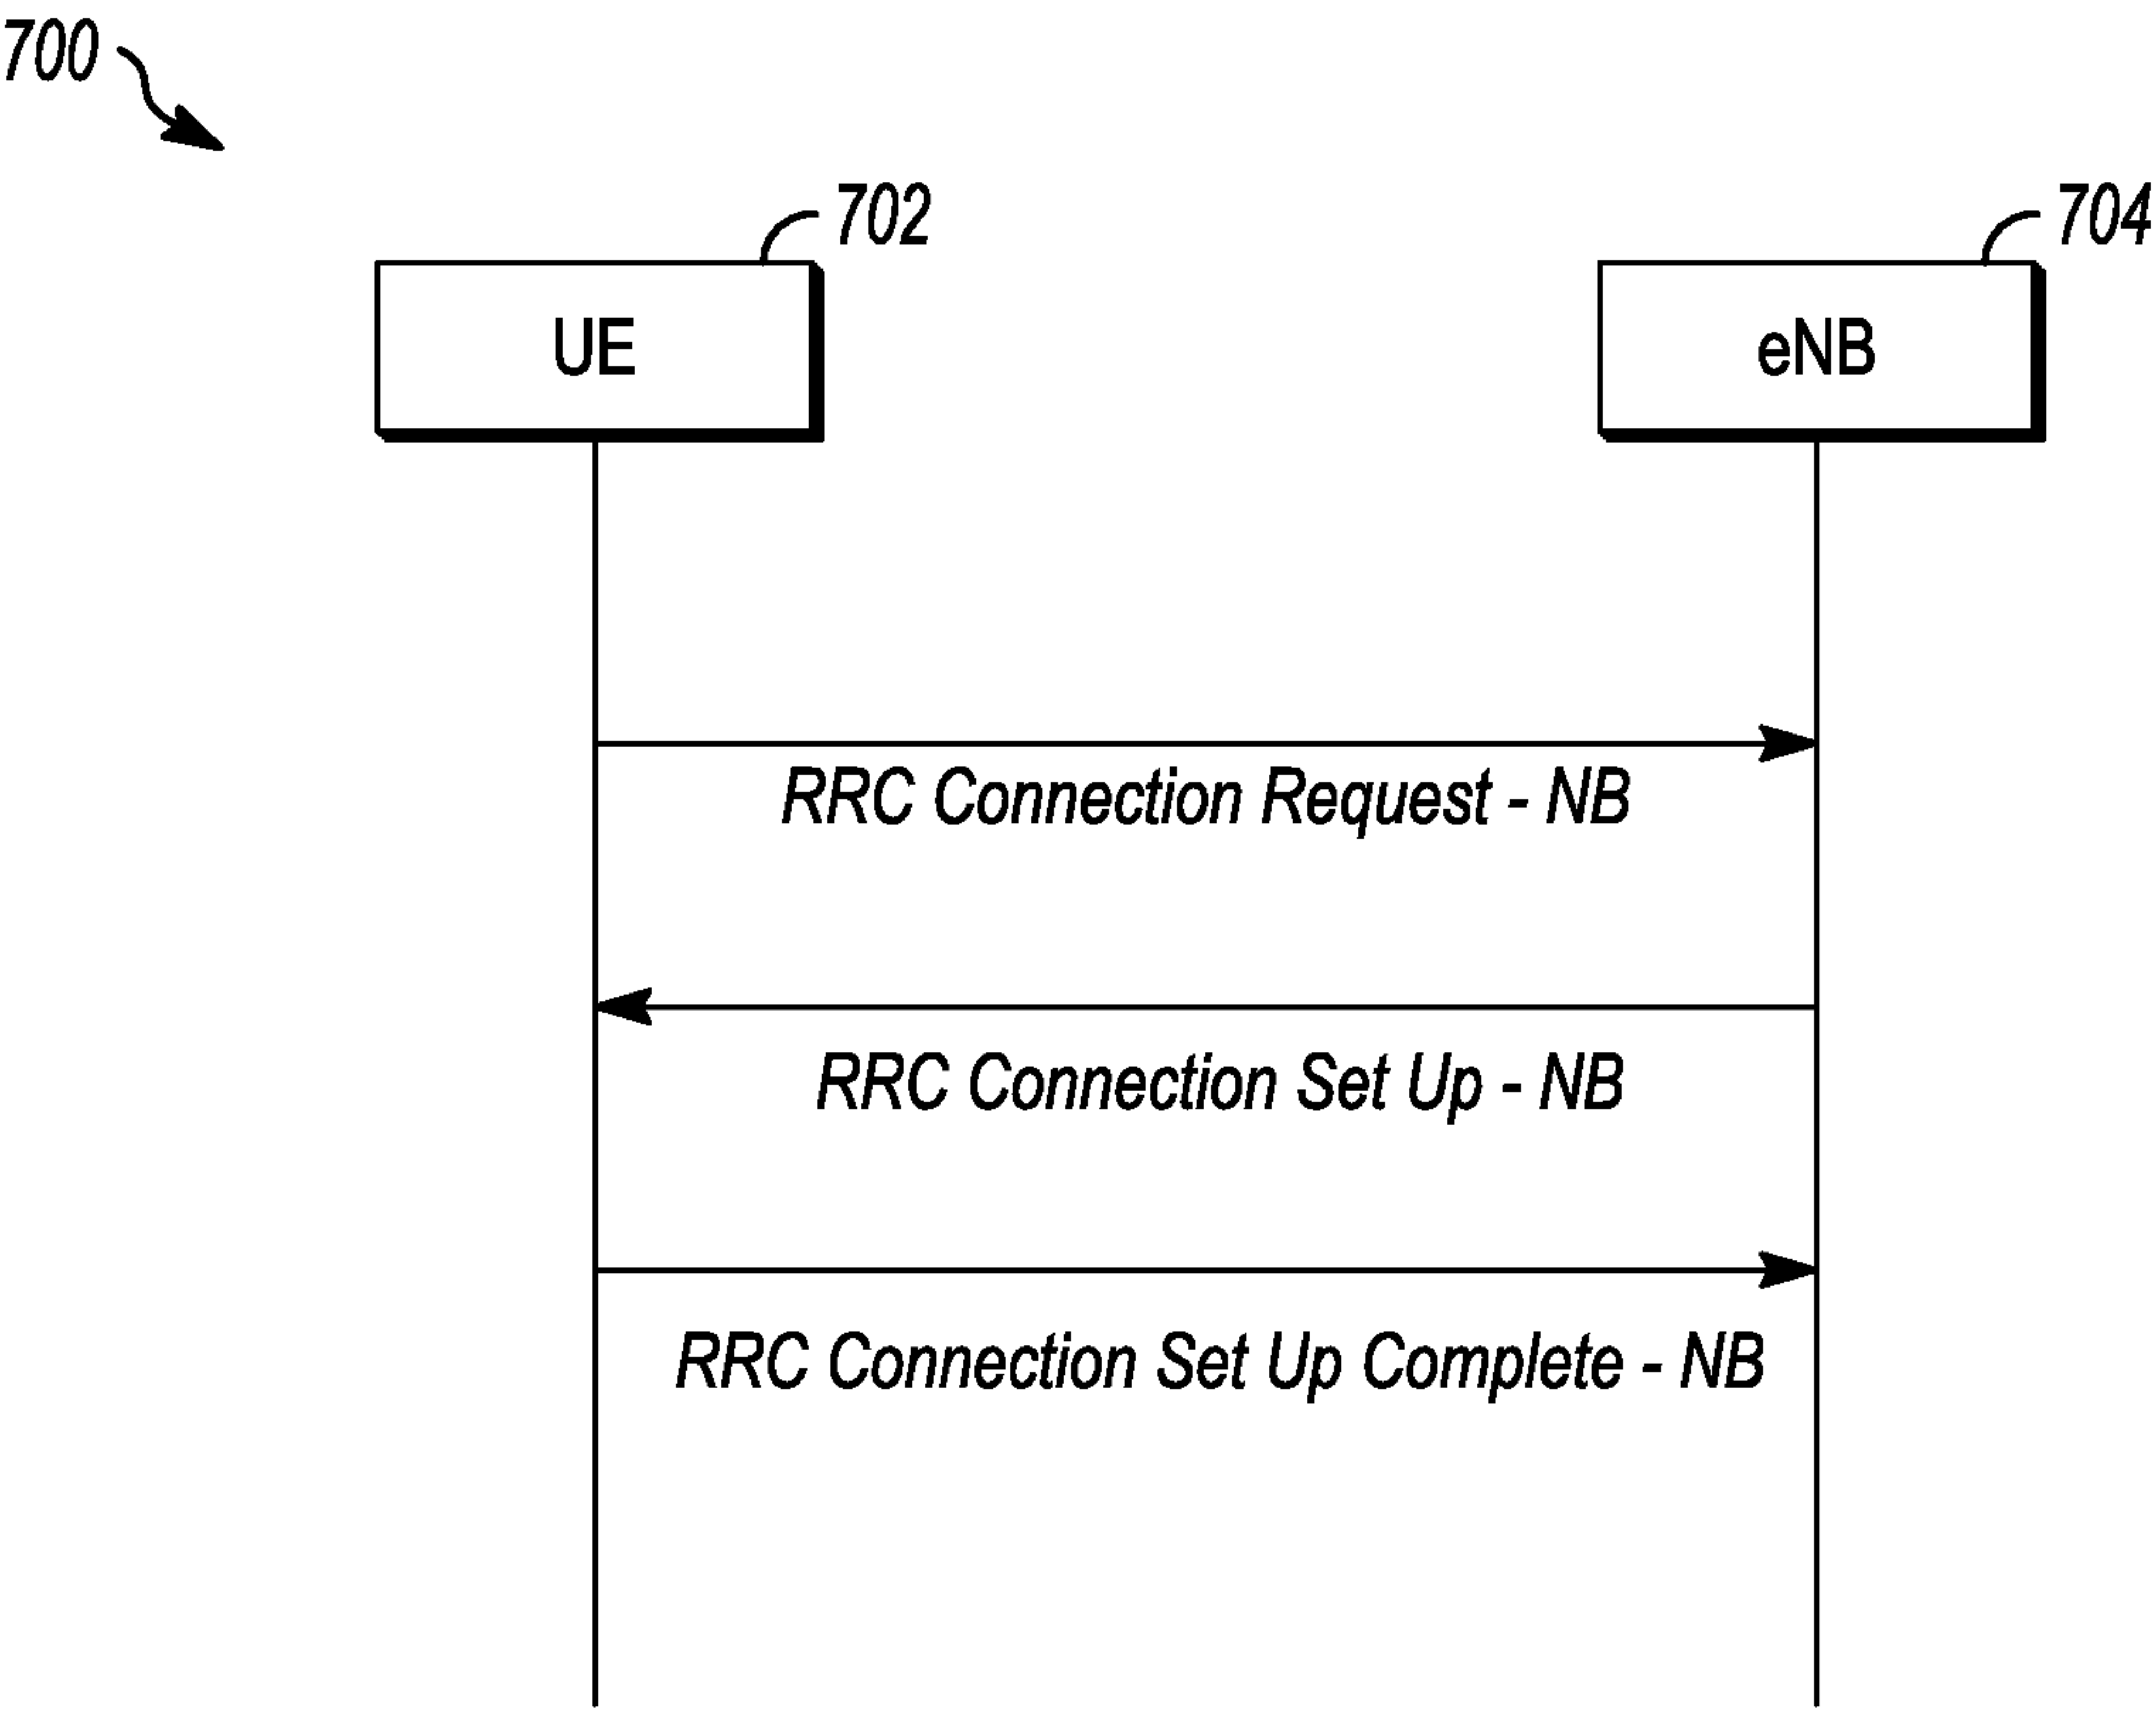 700
702
704
UE
eNB
RRC Connection Request - NB
RRC Connection Set Up - NB
RRC Connection Set Up Complete - NB